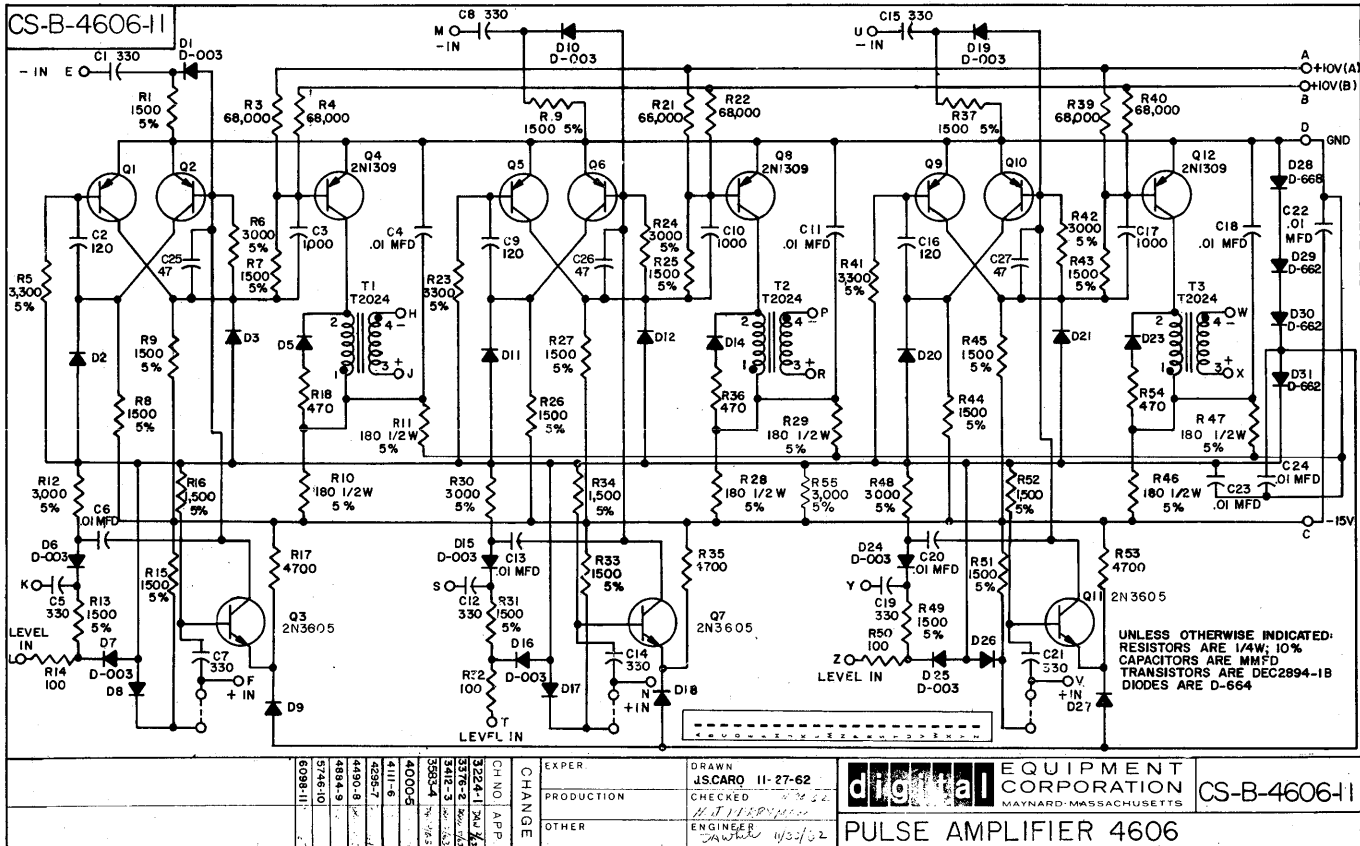 CS-B-4606-11
- IN E
C1 330
D1
D-003
R1
1500
5%
R3
68,000
R4
68,000
M
- IN
C8 330
D10
D-003
R19
1500 5%
R21
66,000
R22
68,000
U
- IN
C15 330
D19
D-003
R37
1500 5%
R39
68,000
R40
68,000
A
+10V(A)
+10V(B)
B
D
GND
Q1
Q2
Q4
2N1309
Q5
Q6
Q8
2N1309
Q9
Q10
Q12
2N1309
D28
D-668
C22
.01
MFD
D29
D-662
D30
D-662
D31
D-662
C2
120
C25
47
R6
3000
5%
R7
1500
5%
C3
1000
C4
.01 MFD
R5
3,300
5%
R23
3300
5%
C9
120
C26
47
R24
3000
5%
R25
1500
5%
C10
1000
C11
.01 MFD
R41
3300
5%
C16
120
C27
47
R42
3000
5%
R43
1500
5%
C17
1000
C18
.01 MFD
T1
T2024
2
4
H
-
+
1
3
J
T2
T2024
2
4
P
-
+
1
3
R
T3
T2024
2
4
W
-
+
1
3
X
D2
R9
1500
5%
D3
D5
R18
470
R8
1500
5%
R11
180 1/2W
5%
D11
R27
1500
5%
D12
D14
R36
470
R26
1500
5%
R29
180 1/2W
5%
D20
R45
1500
5%
D21
D23
R54
470
R44
1500
5%
R47
180 1/2W
5%
R12
3,000
5%
R16
1,500
5%
R10
180 1/2W
5%
R30
3000
5%
R34
1,500
5%
R28
180 1/2W
5%
R55
3,000
5%
R48
3000
5%
R52
1,500
5%
R46
180 1/2W
5%
C23
.01 MFD
C24
.01 MFD
-15V
C
C6
.01 MFD
D6
D-003
K
C5
330
R13
1500
5%
R15
1500
5%
R17
4700
Q3
2N3605
LEVEL
IN
L
R14
100
D7
D-003
D8
C7
330
F
+ IN
D9
D15
D-003
C13
.01 MFD
S
C12
330
R31
1500
5%
R33
1500
5%
R35
4700
Q7
2N3605
D16
R32
100
T
LEVEL IN
D17
C14
330
N
+IN
D18
D24
D-003
C20
.01 MFD
Y
C19
330
R49
1500
5%
R51
1500
5%
R53
4700
Q11 2N3605
R50
100
Z
LEVEL IN
D25
D-003
D26
C21
330
V
+IN
D27
UNLESS OTHERWISE INDICATED:
RESISTORS ARE 1/4W; 10%
CAPACITORS ARE MMFD
TRANSISTORS ARE DEC2894-1B
DIODES ARE D-664
A B C D E F H J K L M N P R S T U V W X Y Z
6098-11
5746-10
4884-9
4490-8
4295-7
4111-6
4000-5
3583-4
3412-3
3376-2
3224-1
CH NO. APP.
CHANGE
EXPER.
PRODUCTION
OTHER
DRAWN
J.S.CARO 11-27-62
CHECKED
ENGINEER
digital EQUIPMENT
CORPORATION
MAYNARD MASSACHUSETTS
CS-B-4606-11
PULSE AMPLIFIER 4606